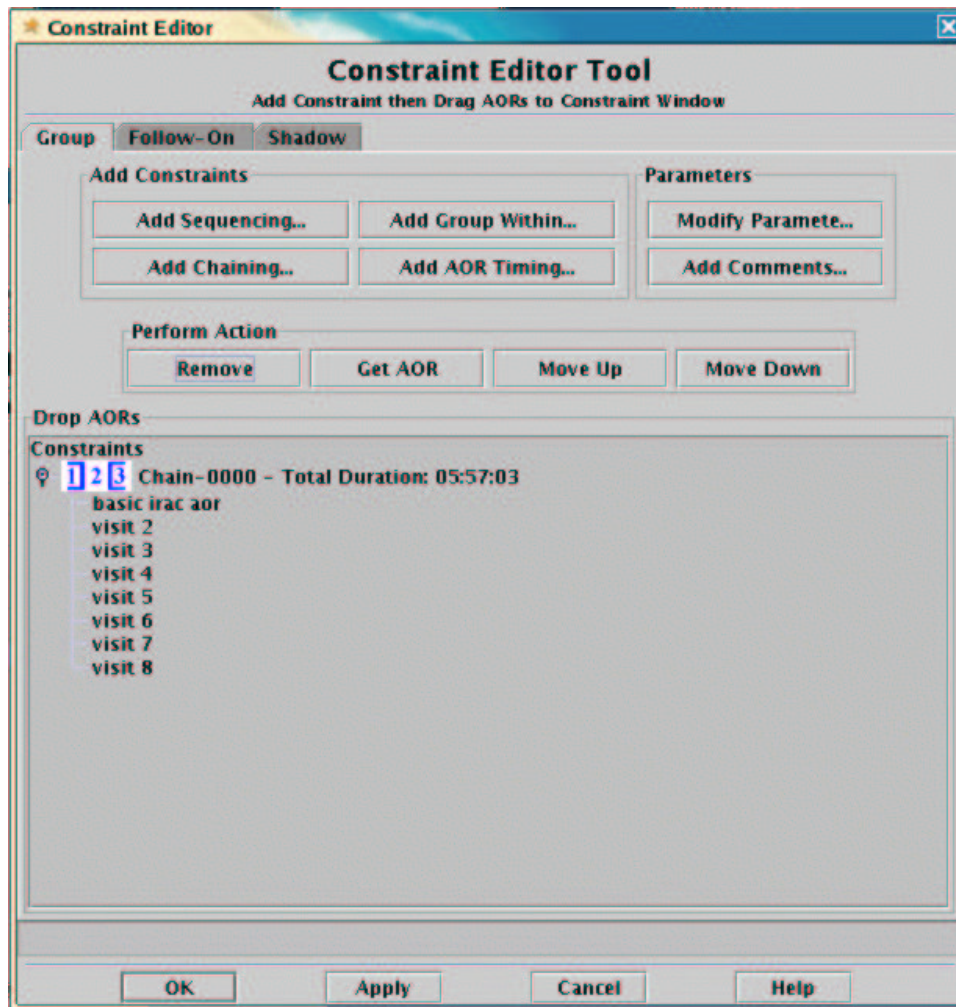 Constraint Editor
Constraint Editor Tool
Add Constraint then Drag AORs to Constraint Window
Group Follow-On Shadow
Add Constraints Parameters
Add Sequencing... Add Group Within... Modify Paramete...
Add Chaining... Add AOR Timing... Add Comments...
Perform Action
Remove Get AOR Move Up Move Down
Drop AORs
Constraints
1 2 3 Chain-0000 - Total Duration: 05:57:03
basic irac aor
visit 2
visit 3
visit 4
visit 5
visit 6
visit 7
visit 8
OK Apply Cancel Help